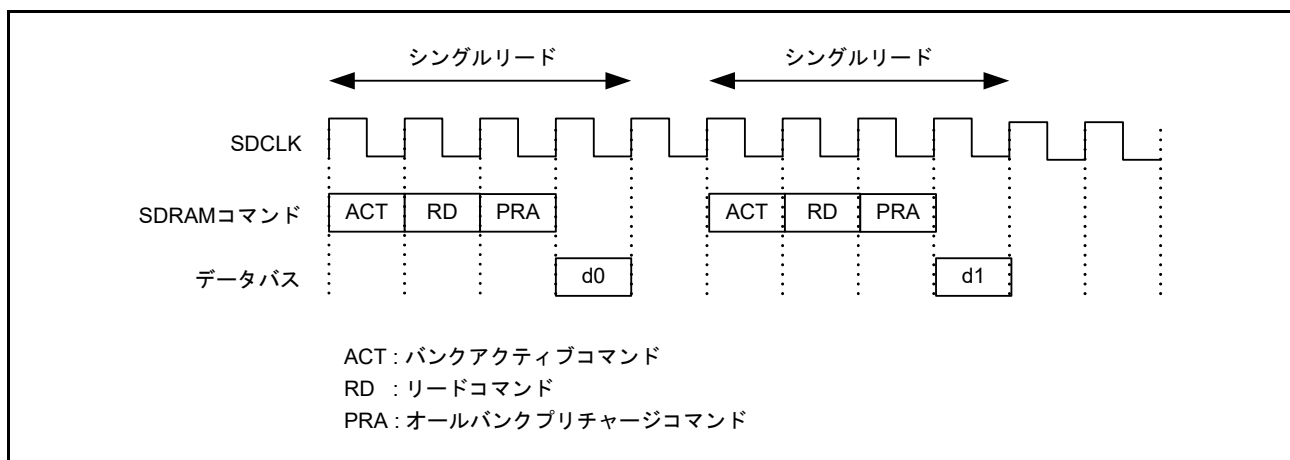 シングルリード シングルリード
SDCLK
SDRAMコマンド ACT RD PRA ACT RD PRA
データバス d0 d1
ACT : バンクアクティブコマンド
RD : リードコマンド
PRA : オールバンクプリチャージコマンド